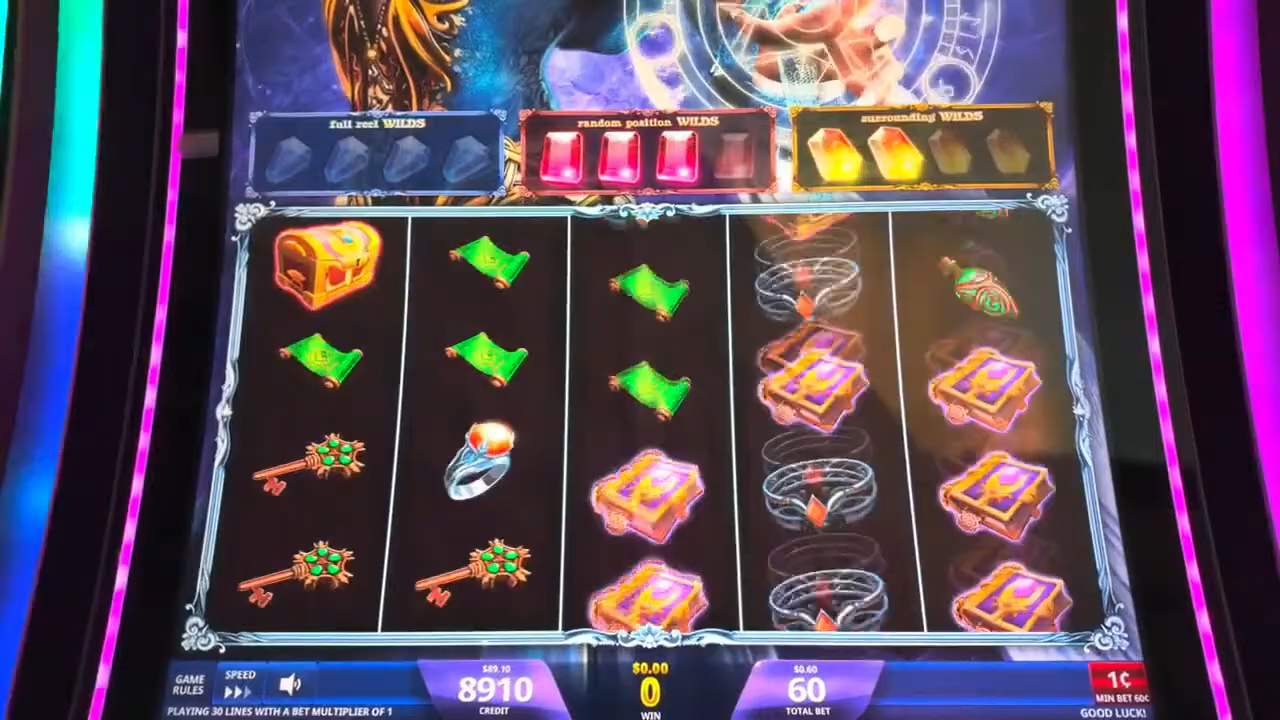 full reel WILDS
random position WILDS
surrounding WILDS
GAME RULES
SPEED
$89.10
8910
CREDIT
$0.00
0
WIN
$0.60
60
TOTAL BET
1¢
MIN BET 60¢
PLAYING 30 LINES WITH A BET MULTIPLIER OF 1
GOOD LUCK!